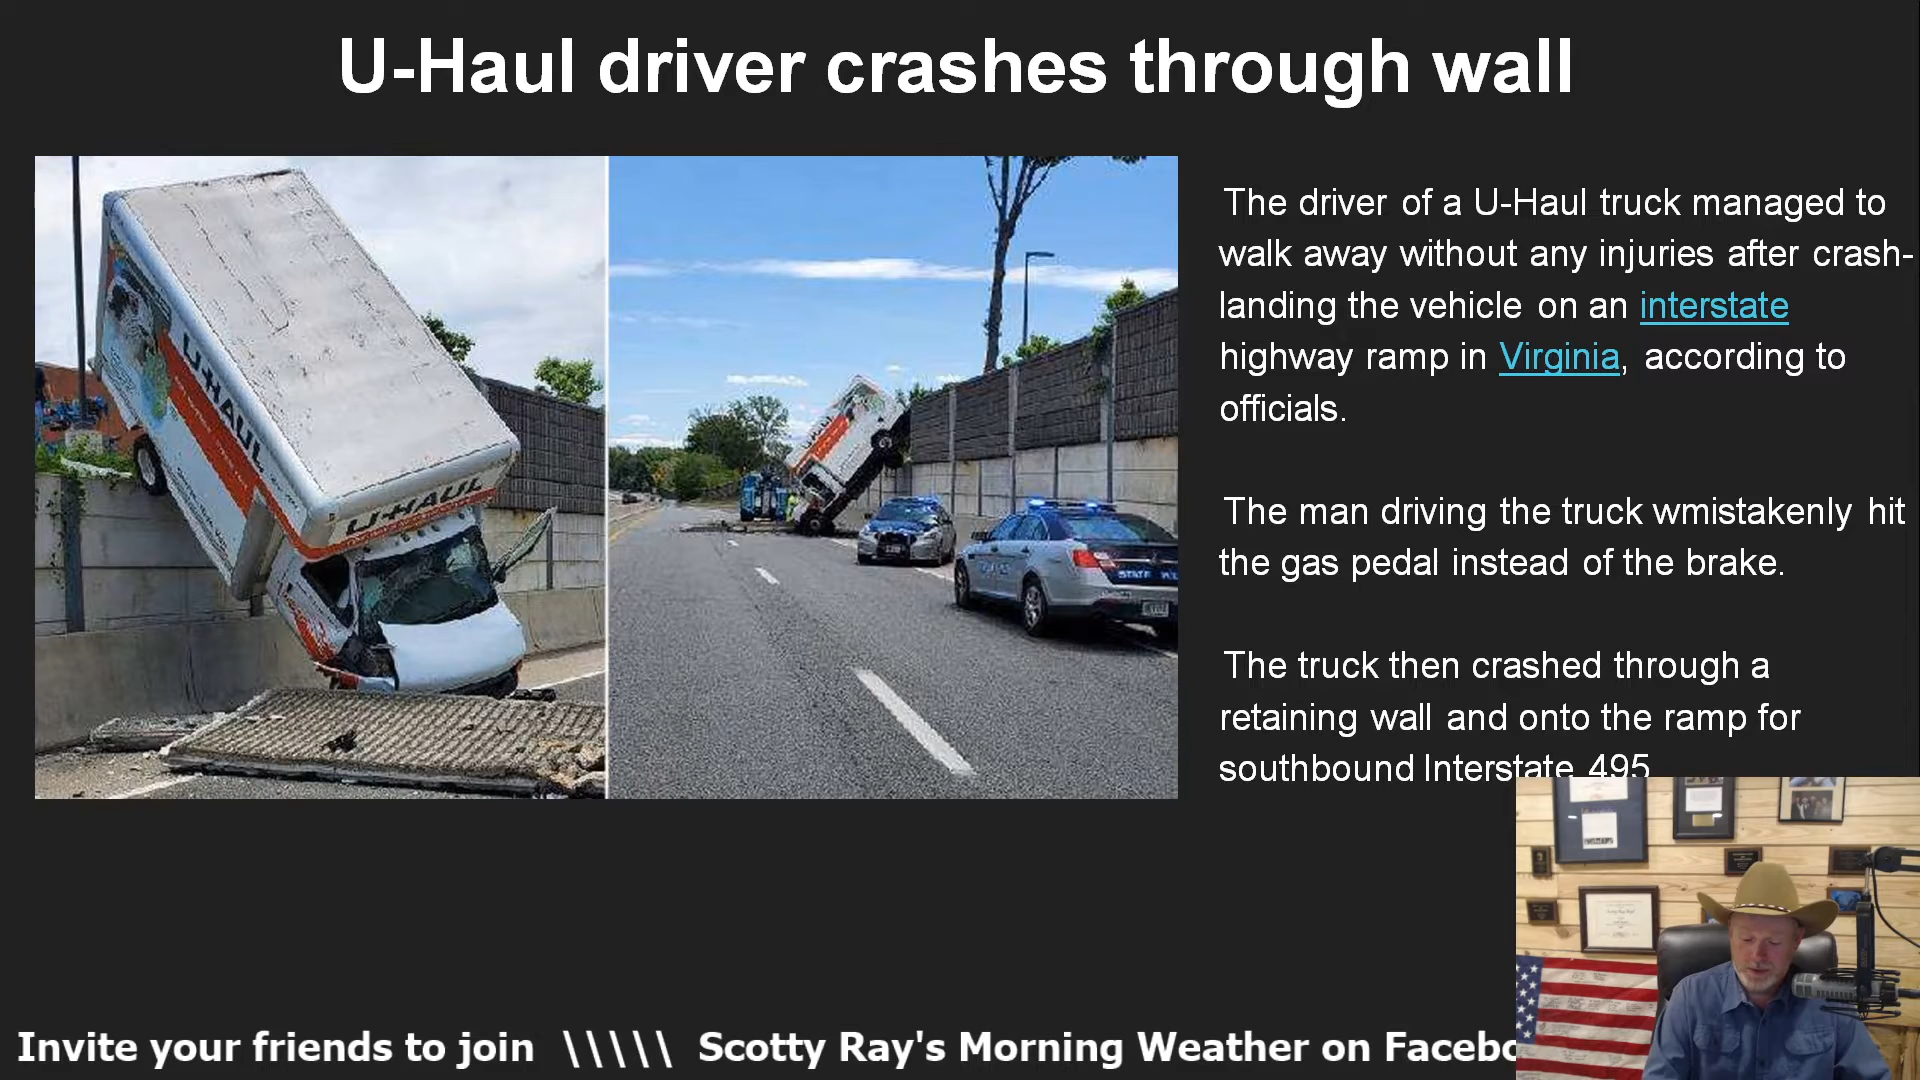 U-Haul driver crashes through wall
The driver of a U-Haul truck managed to
walk away without any injuries after crash-
landing the vehicle on an interstate
highway ramp in Virginia, according to
officials.
The man driving the truck wmistakenly hit
the gas pedal instead of the brake.
The truck then crashed through a
retaining wall and onto the ramp for
southbound Interstate 495
U-HAUL
U-HAUL
STATE
Invite your friends to join \\\\\ Scotty Ray's Morning Weather on Facebo